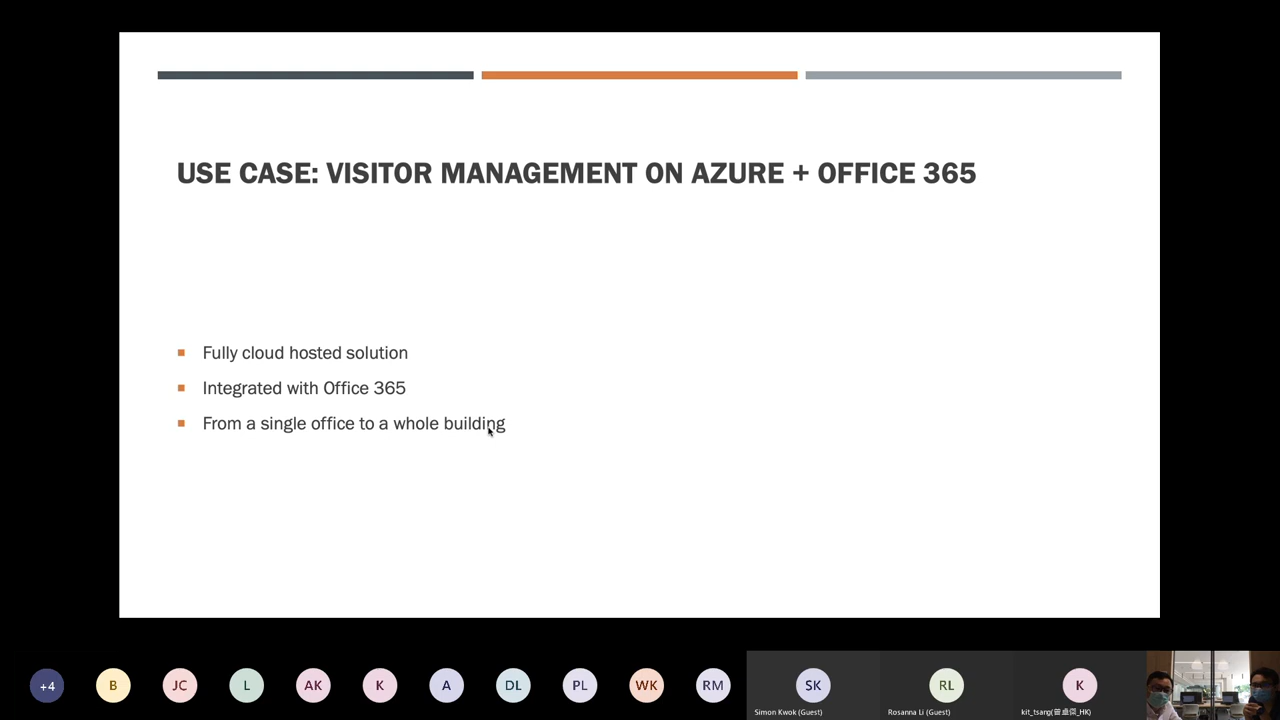 USE CASE: VISITOR MANAGEMENT ON AZURE + OFFICE 365
Fully cloud hosted solution
Integrated with Office 365
From a single office to a whole building
+4
B
JC
L
AK
K
A
DL
PL
WK
RM
SK
RL
K
Simon Kwok (Guest)
Rosanna Li (Guest)
kit_tsang(曾卓傑_HK)